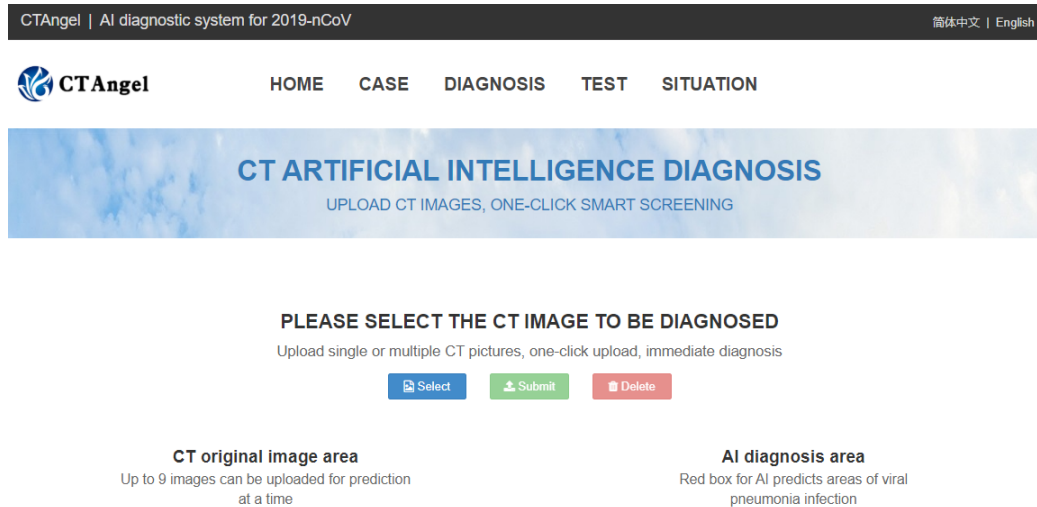 CTAngel | AI diagnostic system for 2019-nCoV
简体中文 | English
CTAngel
HOME CASE DIAGNOSIS TEST SITUATION
CT ARTIFICIAL INTELLIGENCE DIAGNOSIS
UPLOAD CT IMAGES, ONE-CLICK SMART SCREENING
PLEASE SELECT THE CT IMAGE TO BE DIAGNOSED
Upload single or multiple CT pictures, one-click upload, immediate diagnosis
Select Submit Delete
CT original image area
Up to 9 images can be uploaded for prediction
at a time
AI diagnosis area
Red box for AI predicts areas of viral
pneumonia infection